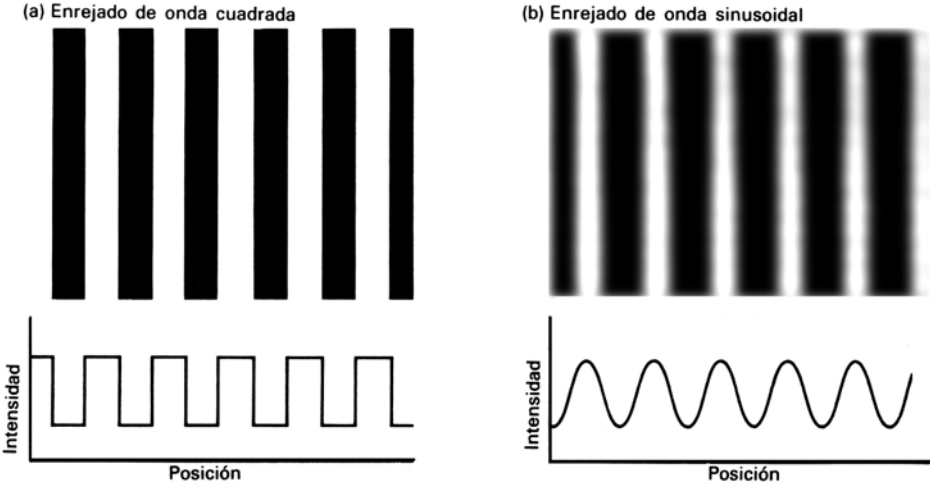 (a) Enrejado de onda cuadrada
Intensidad
Posición
(b) Enrejado de onda sinusoidal
Intensidad
Posición